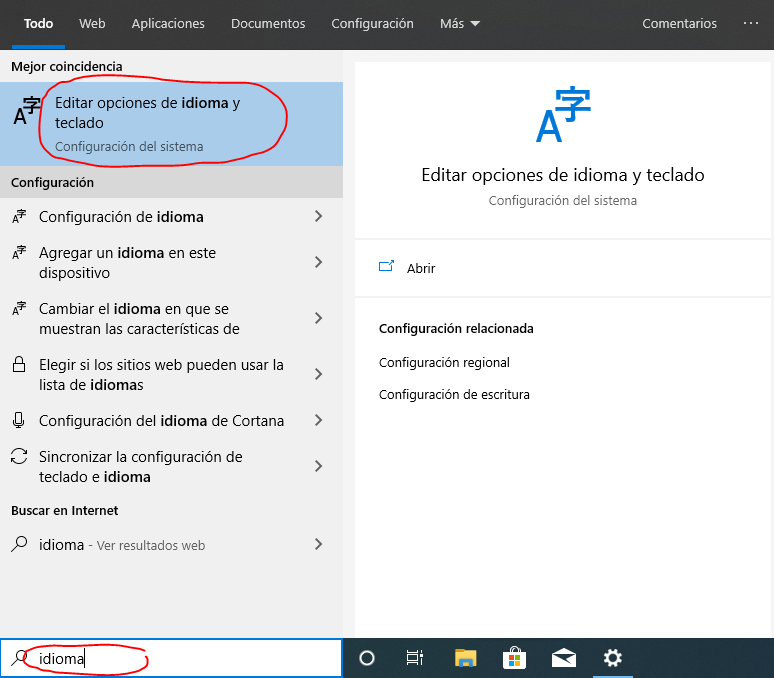 Todo Web Aplicaciones Documentos Configuración Más Comentarios ...
Mejor coincidencia
Editar opciones de idioma y
teclado
Configuración del sistema
Configuración
Configuración de idioma
Agregar un idioma en este
dispositivo
Cambiar el idioma en que se
muestran las características de
Elegir si los sitios web pueden usar la
lista de idiomas
Configuración del idioma de Cortana
Sincronizar la configuración de
teclado e idioma
Buscar en Internet
idioma - Ver resultados web
Editar opciones de idioma y teclado
Configuración del sistema
Abrir
Configuración relacionada
Configuración regional
Configuración de escritura
idioma